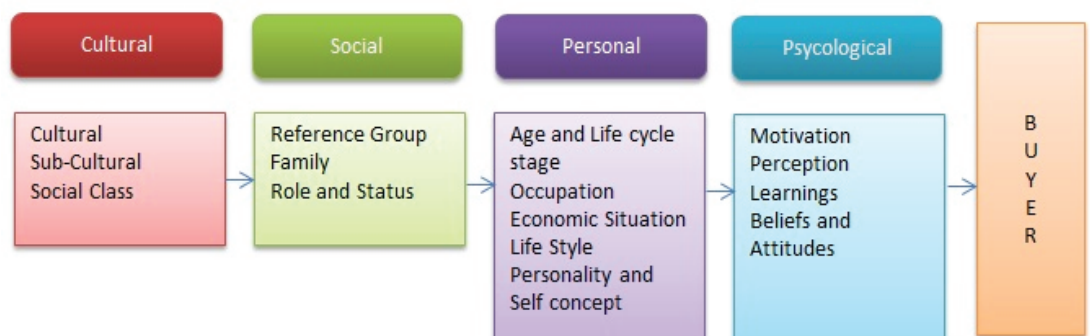 Cultural
Social
Personal
Psycological
Cultural
Sub-Cultural
Social Class
Reference Group
Family
Role and Status
Age and Life cycle
stage
Occupation
Economic Situation
Life Style
Personality and
Self concept
Motivation
Perception
Learnings
Beliefs and
Attitudes
B
U
Y
E
R